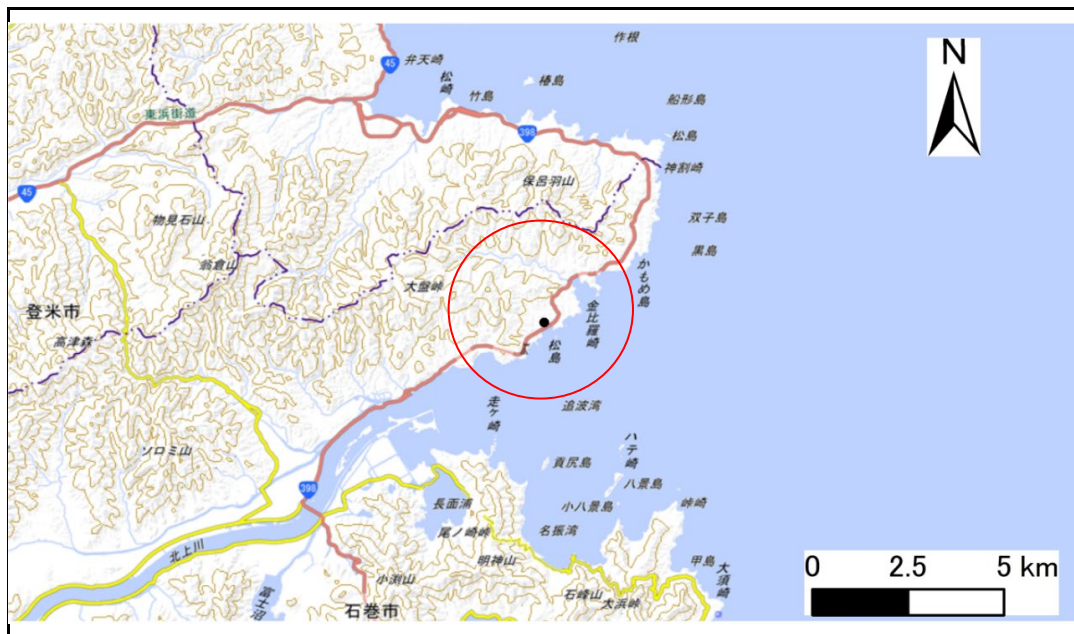 作根
N
45
弁天崎
松崎
椿島
竹島
船形島
東浜街道
398
松島
神割崎
保呂羽山
45
物見石山
双子島
黒島
翁倉山
かもめ島
大盤峠
登米市
金比羅崎
高津森
松島
走ヶ崎
追波湾
ソロミ山
ハテ崎
貢尻島
八景島
398
長面浦
小八景島
峠崎
尾ノ崎峠
名振湾
北上川
明神山
甲島
大須崎
0 2.5 5 km
小渕山
富士沼
石峰山
大浜峠
石巻市